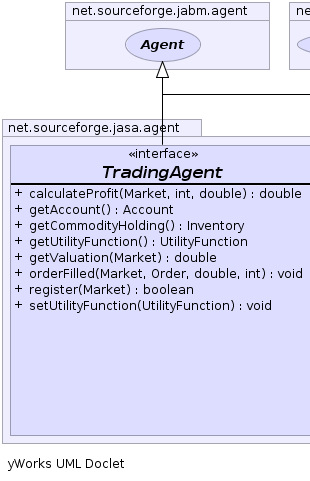 net.sourceforge.jabm.agent
Agent
net.sourceforge.jasa.agent
«interface»
TradingAgent
+ calculateProfit(Market, int, double) : double
+ getAccount() : Account
+ getCommodityHolding() : Inventory
+ getUtilityFunction() : UtilityFunction
+ getValuation(Market) : double
+ orderFilled(Market, Order, double, int) : void
+ register(Market) : boolean
+ setUtilityFunction(UtilityFunction) : void
yWorks UML Doclet